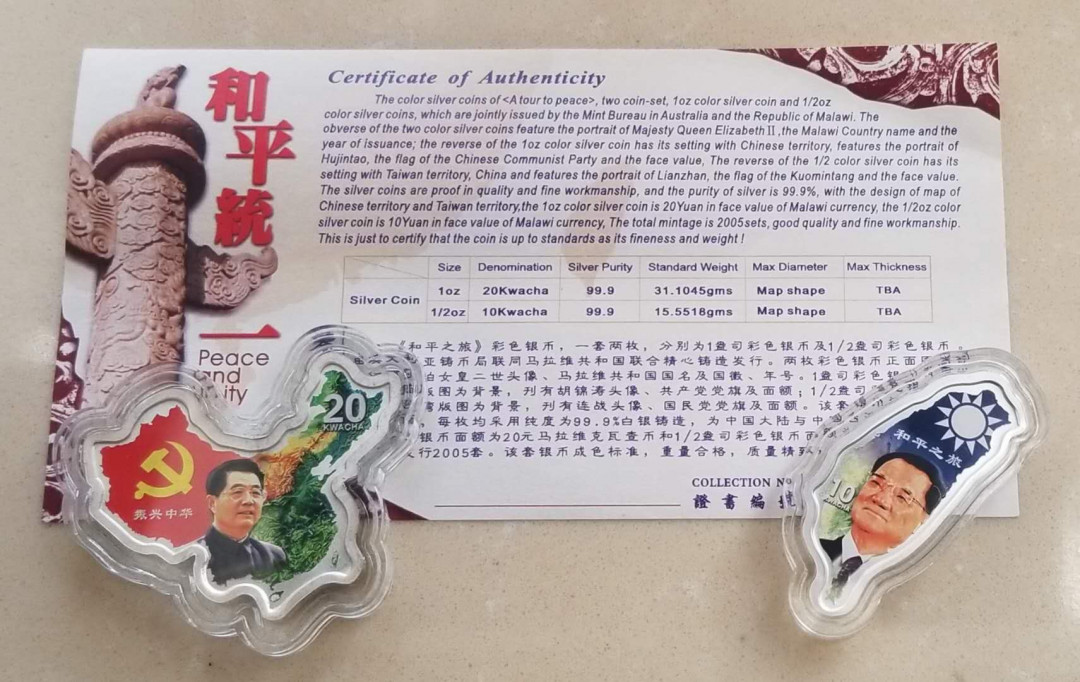 和
平
統
一
Peace
and
Unity
Certificate of Authenticity
The color silver coins of <A tour to peace>, two coin-set, 1oz color silver coin and 1/2oz
color silver coins, which are jointly issued by the Mint Bureau in Australia and the Republic of Malawi. The
obverse of the two color silver coins feature the portrait of Majesty Queen Elizabeth II ,the Malawi Country name and the
year of issuance; the reverse of the 1oz color silver coin has its setting with Chinese territory, features the portrait of
Hujintao, the flag of the Chinese Communist Party and the face value, The reverse of the 1/2 color silver coin has its
setting with Taiwan territory, China and features the portrait of Lianzhan, the flag of the Kuomintang and the face value.
The silver coins are proof in quality and fine workmanship, and the purity of silver is 99.9%, with the design of map of
Chinese territory and Taiwan territory,the 1oz color silver coin is 20Yuan in face value of Malawi currency, the 1/2oz color
silver coin is 10Yuan in face value of Malawi currency, The total mintage is 2005sets, good quality and fine workmanship.
This is just to certify that the coin is up to standards as its fineness and weight !
Size Denomination Silver Purity Standard Weight Max Diameter Max Thickness
Silver Coin
1oz 20Kwacha 99.9 31.1045gms Map shape TBA
1/2oz 10Kwacha 99.9 15.5518gms Map shape TBA
《和平之旅》彩色银币，一套两枚，分别为1盎司彩色银币及1/2盎司彩色银币。
亚铸币局联同马拉维共和国联合精心铸造发行。两枚彩色银币正面
女皇二世头像、马拉维共和国国名及国徽、年号。1盎司彩色银
版图为背景，刊有胡锦涛头像、共产党党旗及面额；1/2盎司
版图为背景，刊有连战头像、国民党党旗及面额。该套
每枚均采用纯度为99.9%白银铸造，为中国大陆与中
银币面额为20元马拉维克瓦查币和1/2盎司彩色银币面
行2005套。该套银币成色标准，重量合格，质量精致
COLLECTION Nº
證書編號
20
KWACHA
振兴中华
和平之旅
10
KWACHA